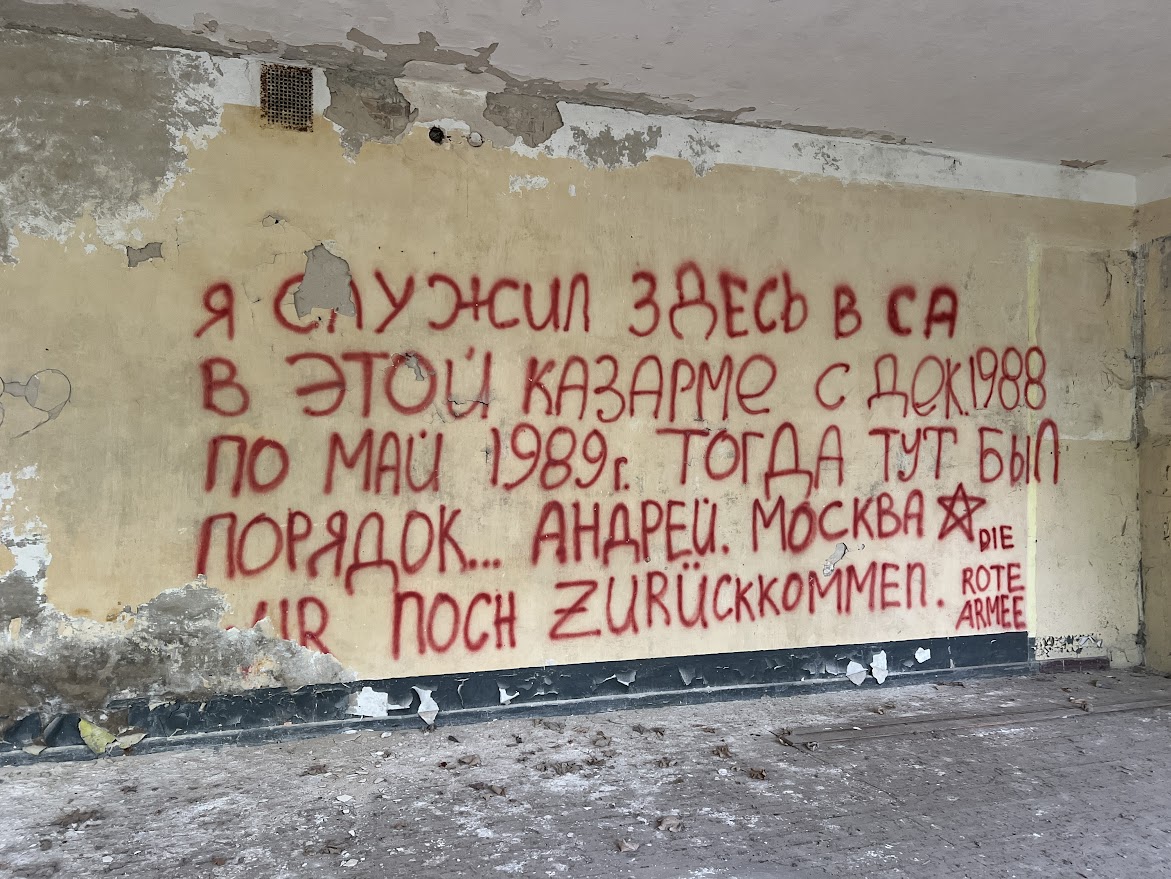 Я СЛУЖИЛ ЗДЕСЬ В СА
В ЭТОЙ КАЗАРМЕ С ДЕК.1988
ПО МАЙ 1989г. ТОГДА ТУТ БЫЛ
ПОРЯДОК... АНДРЕЙ. МОСКВА
NOCH ZURÜCKKOMMEN.
DIE
ROTE
ARMEE